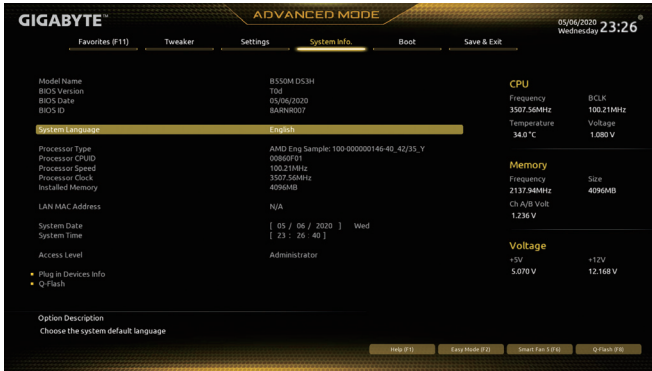 GIGABYTE™
ADVANCED MODE
05/06/2020
Wednesday 23:26
Favorites (F11) Tweaker Settings System Info. Boot Save & Exit
Model Name B550M DS3H
BIOS Version T0d
BIOS Date 05/06/2020
BIOS ID 8ARNR007
System Language English
Processor Type AMD Eng Sample: 100-000000146-40_42/35_Y
Processor CPUID 00860F01
Processor Speed 100.21MHz
Processor Clock 3507.56MHz
Installed Memory 4096MB
LAN MAC Address N/A
System Date [ 05 / 06 / 2020 ] Wed
System Time [ 23 : 26 : 40 ]
Access Level Administrator
Plug in Devices Info
Q-Flash
CPU
Frequency BCLK
3507.56MHz 100.21MHz
Temperature Voltage
34.0 °C 1.080 V
Memory
Frequency Size
2137.94MHz 4096MB
Ch A/B Volt
1.236 V
Voltage
+5V +12V
5.070 V 12.168 V
Option Description
Choose the system default language
Help (F1) Easy Mode (F2) Smart Fan 5 (F6) Q-Flash (F8)